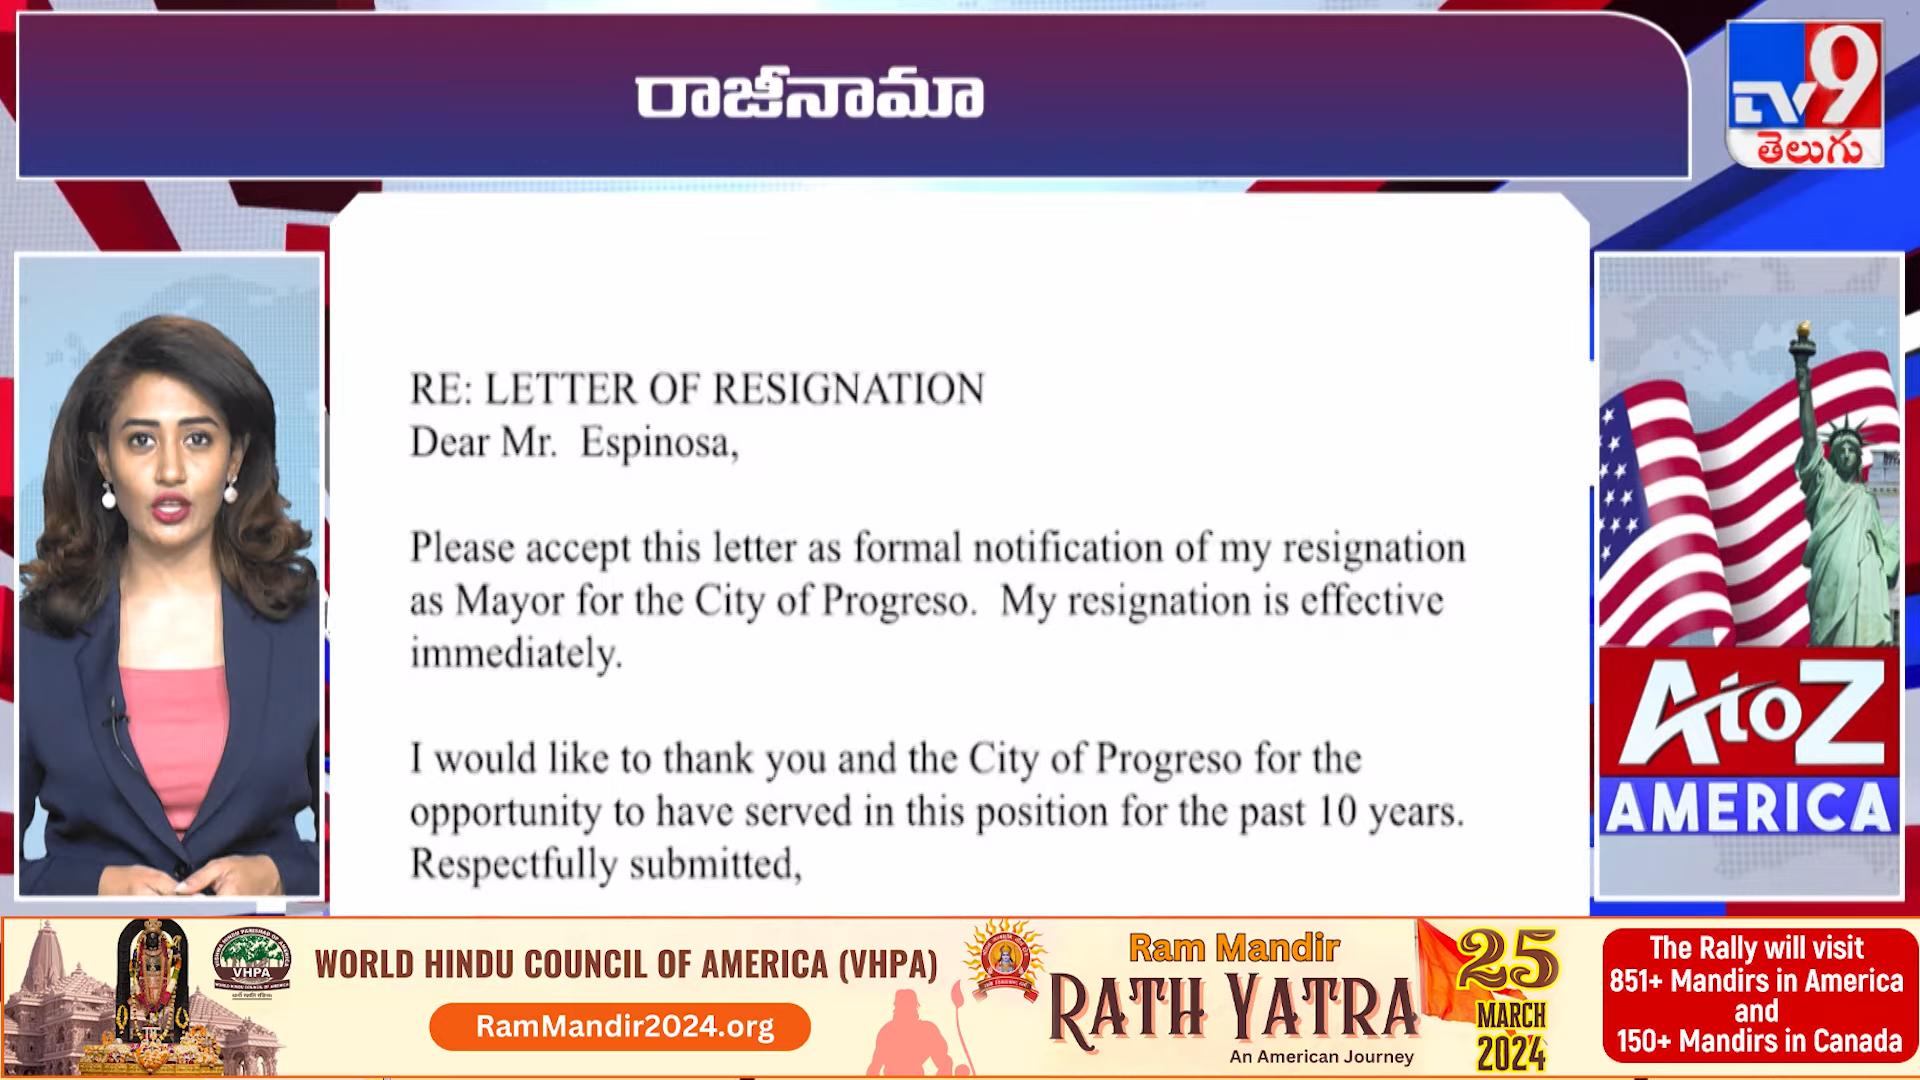 రాజీనామా
TV9
తెలుగు
RE: LETTER OF RESIGNATION
Dear Mr. Espinosa,
Please accept this letter as formal notification of my resignation
as Mayor for the City of Progreso. My resignation is effective
immediately.
I would like to thank you and the City of Progreso for the
opportunity to have served in this position for the past 10 years.
Respectfully submitted,
AtoZ
AMERICA
VHPA
WORLD HINDU COUNCIL OF AMERICA (VHPA)
RamMandir2024.org
Ram Mandir
RATH YATRA
An American Journey
25
MARCH
2024
The Rally will visit
851+ Mandirs in America
and
150+ Mandirs in Canada